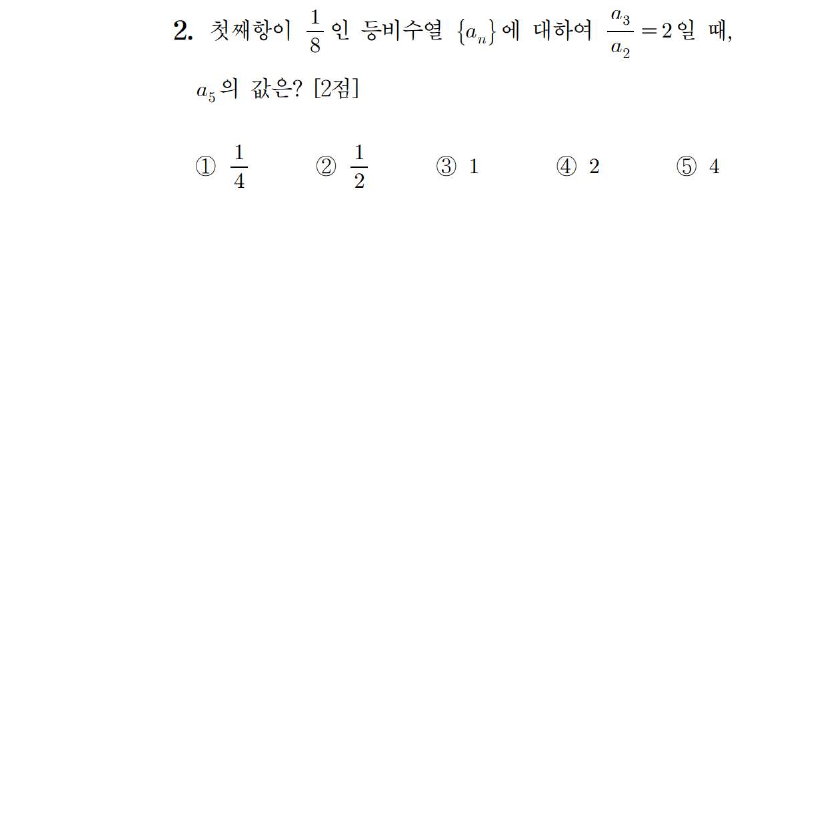 2. 첫째항이 $\frac{1}{8}$인 등비수열 $\{a_n\}$에 대하여 $\frac{a_3}{a_2}=2$일 때,
$a_5$의 값은? [2점]
① $\frac{1}{4}$ ② $\frac{1}{2}$ ③ 1 ④ 2 ⑤ 4